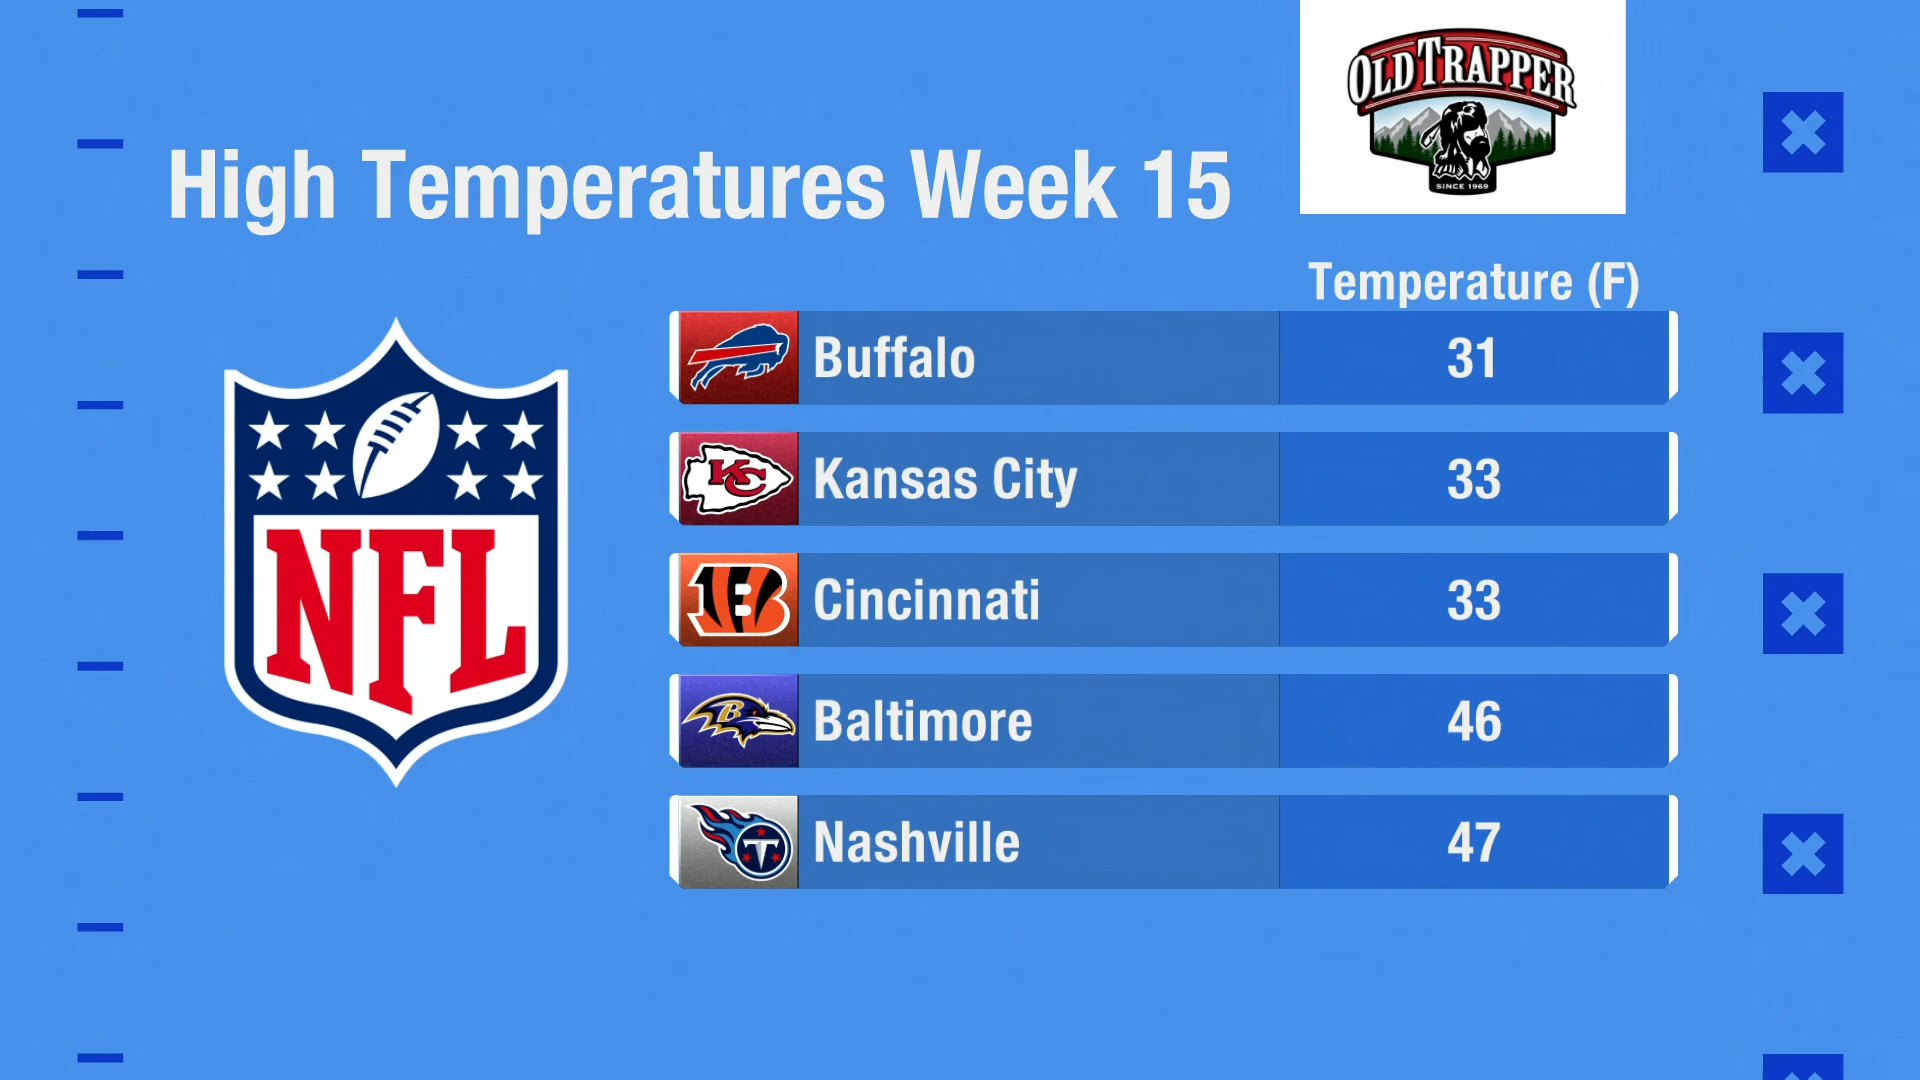 OLD TRAPPER
SINCE 1969
High Temperatures Week 15
Temperature (F)
NFL
Buffalo 31
KC
Kansas City 33
B
Cincinnati 33
B
Baltimore 46
T
Nashville 47